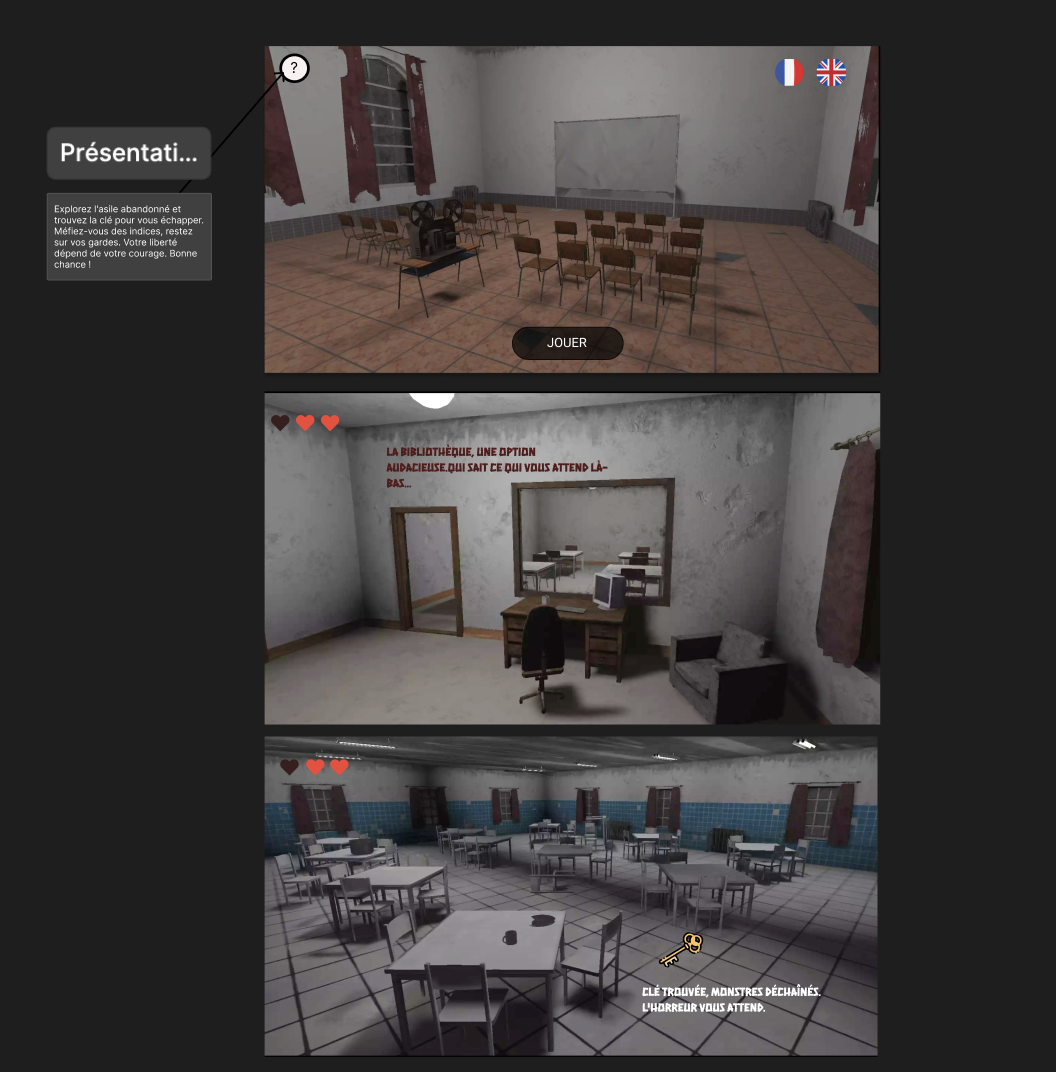 ?
Présentati...
Explorez l'asile abandonné et
trouvez la clé pour vous échapper.
Méfiez-vous des indices, restez
sur vos gardes. Votre liberté
dépend de votre courage. Bonne
chance !
JOUER
LA BIBLIOTHÈQUE, UNE OPTION
AUDACIEUSE.QUI SAIT CE QUI VOUS ATTEND LÀ-
BAS...
CLÉ TROUVÉE, MONSTRES DÉCHAÎNÉS.
L'HORREUR VOUS ATTEND.